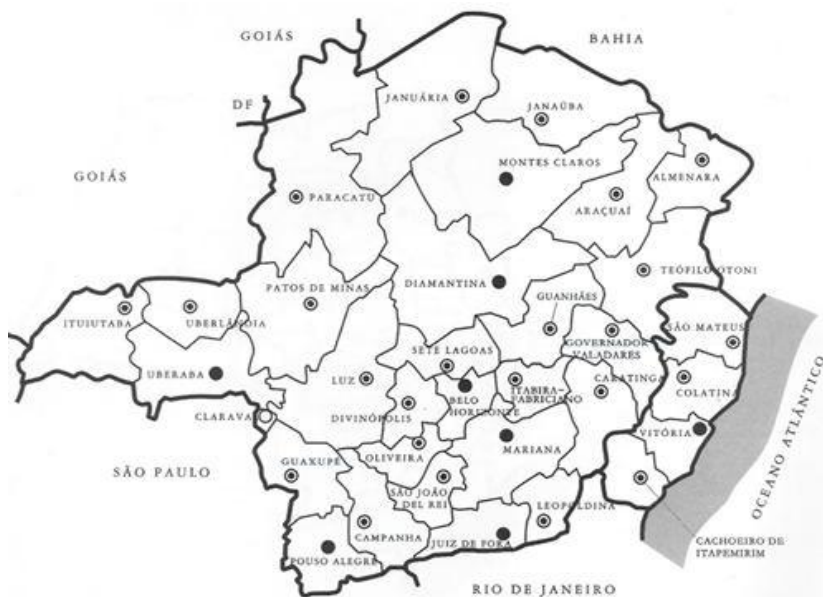 GOIÁS
BAHIA
DF
JANUÁRIA
JANAÚBA
MONTES CLAROS
ALMENARA
GOIÁS
PARACATÚ
ARAÇUAÍ
TEÓFILO OTONI
PATOS DE MINAS
DIAMANTINA
GUANHÃES
ITUIUTABA
UBERLÂNDIA
SÃO MATEUS
GOVERNADOR
VALADARES
SETE LAGOAS
UBERABA
LUZ
BELO
HORIZONTE
ITABIRA-
FABRICIANO
CARATINGA
COLATINA
DIVINÓPOLIS
CLARAVAL
VITÓRIA
OLIVEIRA
MARIANA
OCEANO ATLÂNTICO
SÃO PAULO
GUAXUPÉ
SÃO JOÃO
DEL REI
LEOPOLDINA
CAMPANHA
JUIZ DE FORA
CACHOEIRO DE
ITAPEMIRIM
POUSO ALEGRE
RIO DE JANEIRO